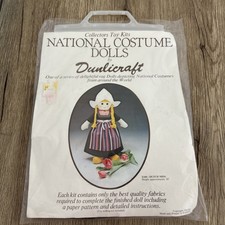 Collectors Toy Kits
NATIONAL COSTUME
DOLLS
by
Dunlicraft
One of a series of delightful rag Dolls depicting National Costumes
from around the World
Each kit contains only the best quality fabrics
required to complete the finished doll including
a paper pattern and detailed instructions.